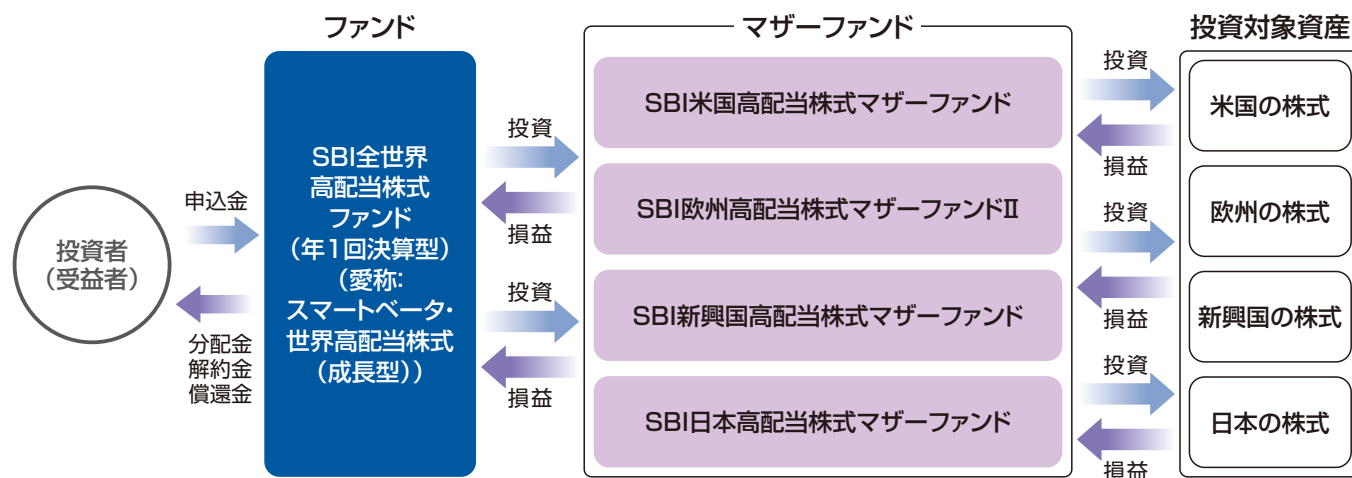 ファンド
マザーファンド
投資対象資産
投資者
（受益者）
申込金
分配金
解約金
償還金
SBI全世界
高配当株式
ファンド
（年1回決算型）
（愛称:
スマートベータ・
世界高配当株式
（成長型））
投資
損益
投資
損益
SBI米国高配当株式マザーファンド
SBI欧州高配当株式マザーファンドⅡ
SBI新興国高配当株式マザーファンド
SBI日本高配当株式マザーファンド
投資
損益
投資
損益
投資
損益
米国の株式
欧州の株式
新興国の株式
日本の株式